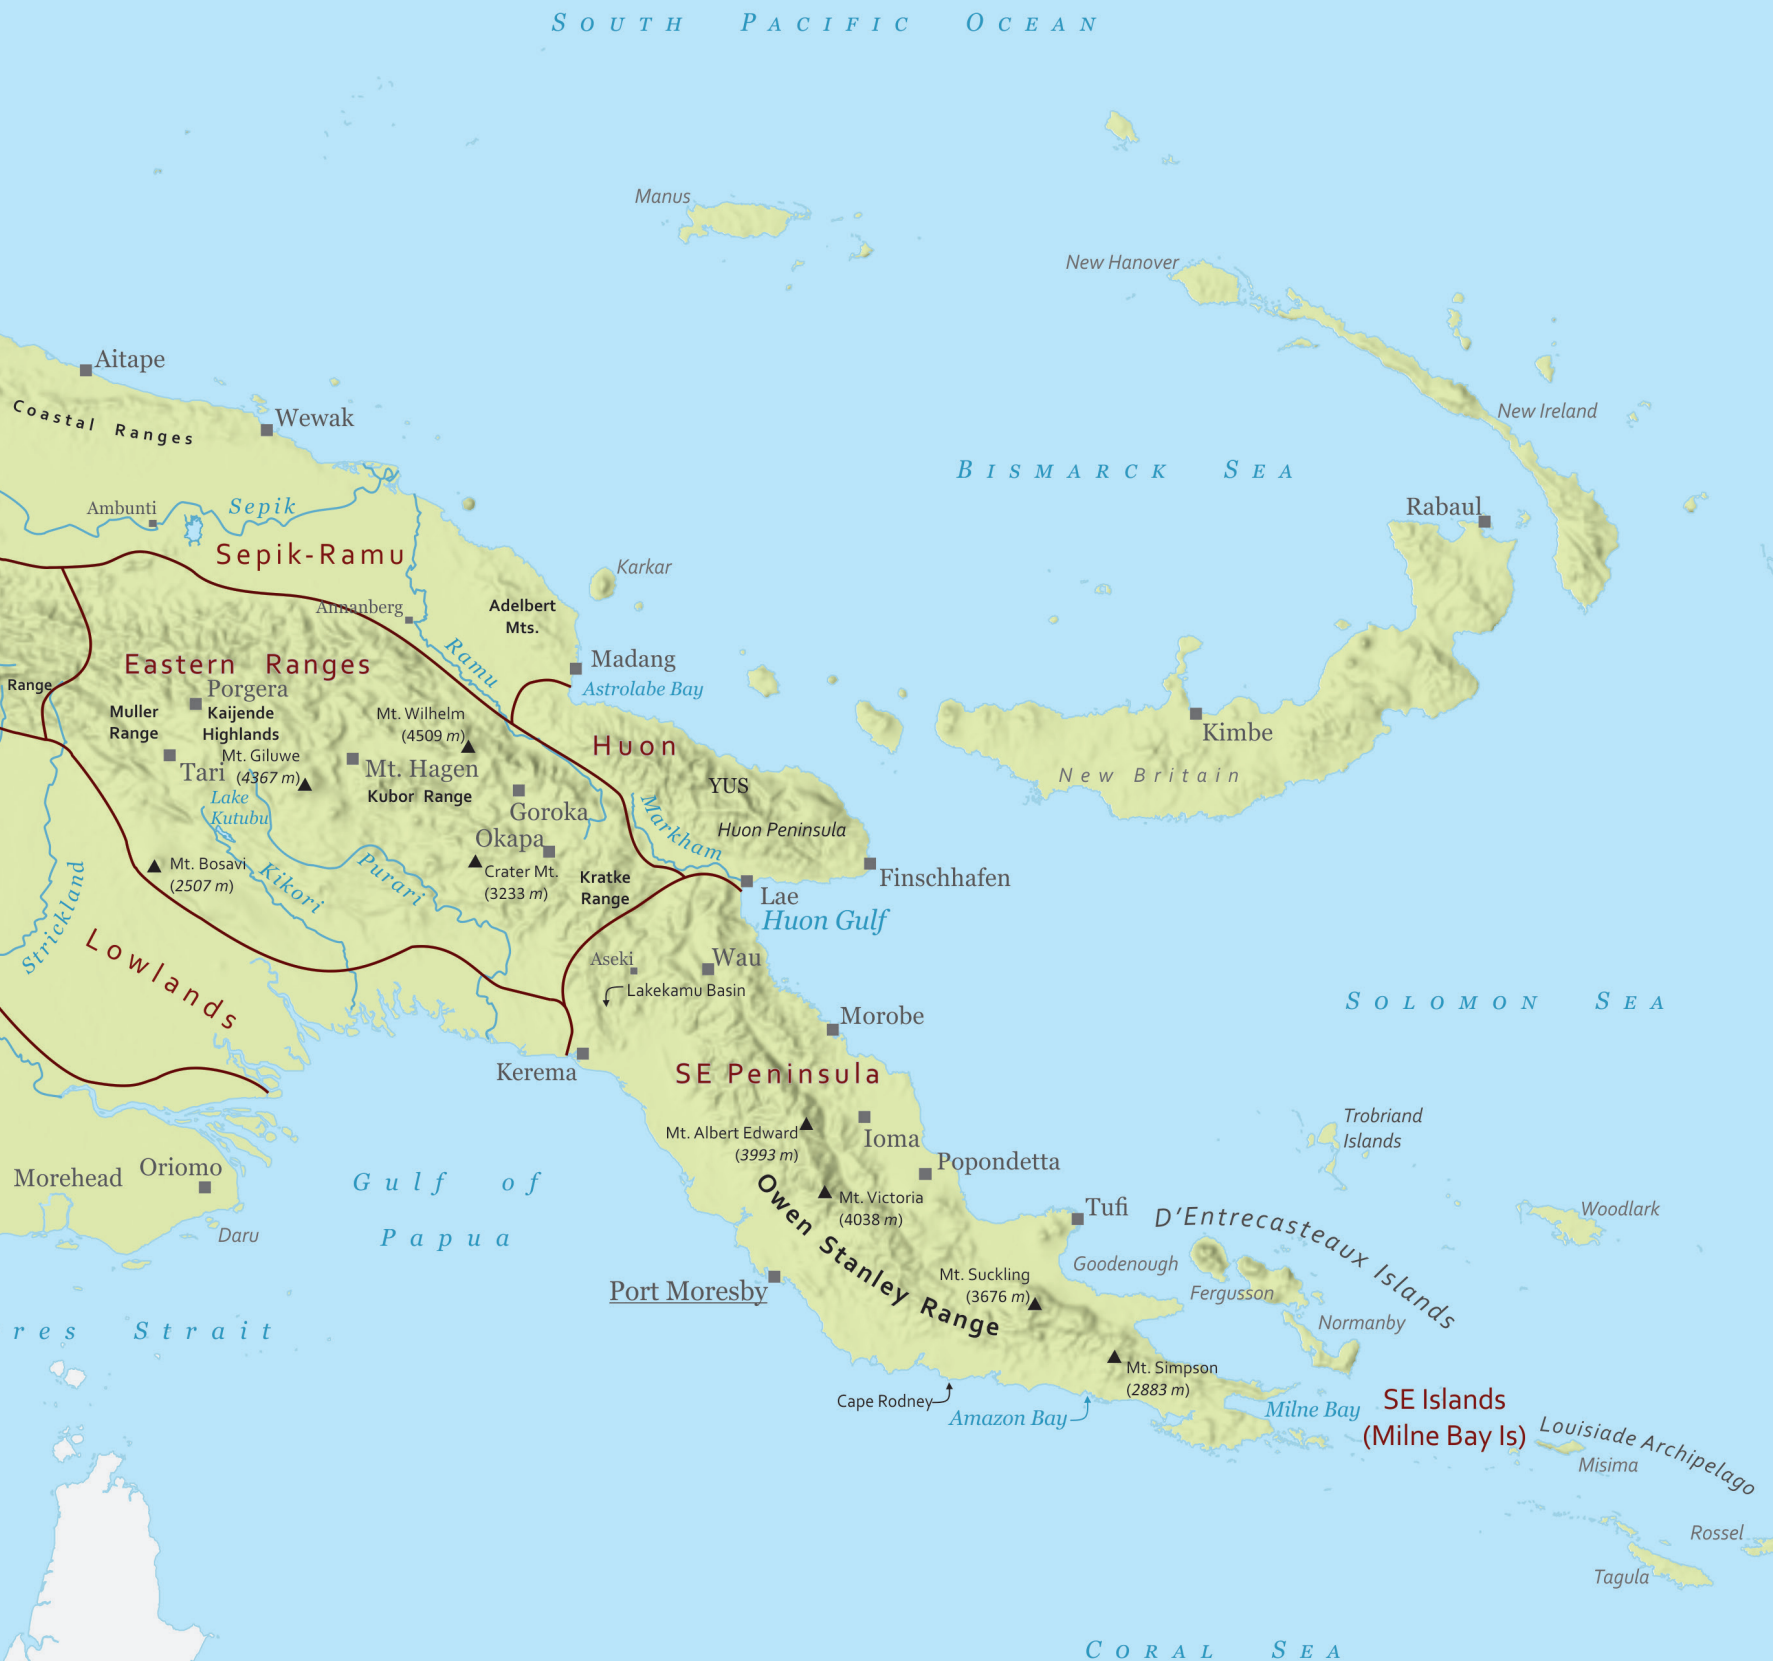 SOUTH PACIFIC OCEAN
Manus
New Hanover
Aitape
Coastal Ranges
Wewak
New Ireland
BISMARCK SEA
Ambunti
Sepik
Rabaul
Sepik-Ramu
Karkar
Annanberg
Adelbert
Mts.
Ramu
Eastern Ranges
Madang
Astrolabe Bay
Range
Porgera
Muller
Range
Kaijende
Highlands
Mt. Wilhelm
(4509 m)
Huon
Kimbe
Mt. Giluwe
(4367 m)
Tari
Mt. Hagen
New Britain
YUS
Lake
Kutubu
Kubor Range
Goroka
Markham
Huon Peninsula
Okapa
Mt. Bosavi
(2507 m)
Kikori
Purari
Crater Mt.
(3233 m)
Kratke
Range
Finschhafen
Lae
Huon Gulf
Strickland
Lowlands
Aseki
Wau
Lakekamu Basin
SOLOMON SEA
Morobe
Kerema
SE Peninsula
Trobriand
Islands
Mt. Albert Edward
(3993 m)
Ioma
Popondetta
Morehead
Oriomo
Gulf of
Papua
Mt. Victoria
(4038 m)
Owen Stanley Range
Tufi
D'Entrecasteaux Islands
Woodlark
Daru
Goodenough
Mt. Suckling
(3676 m)
Port Moresby
Fergusson
Normanby
res Strait
Mt. Simpson
(2883 m)
Cape Rodney
Amazon Bay
Milne Bay
SE Islands
(Milne Bay Is)
Louisiade Archipelago
Misima
Rossel
Tagula
CORAL SEA